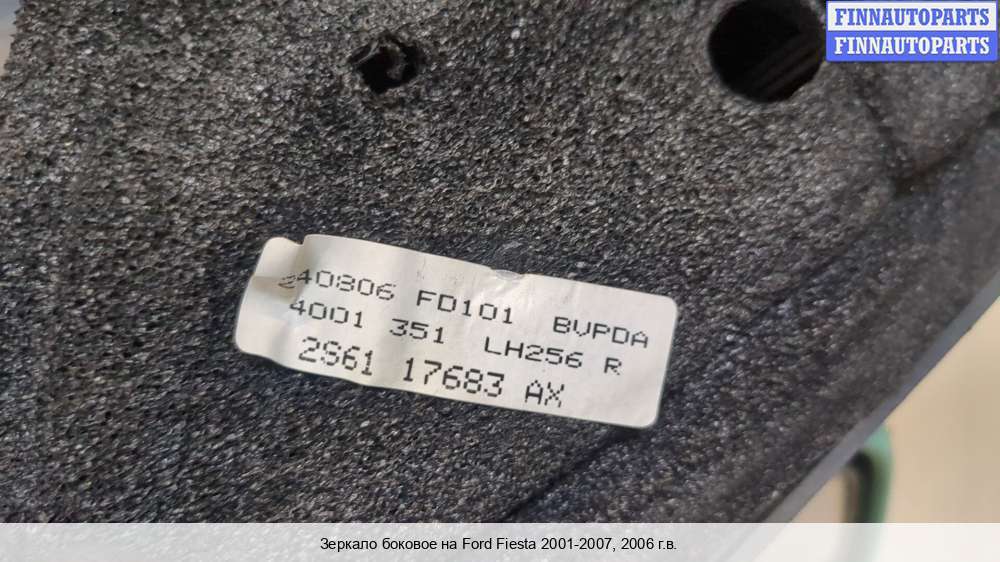 FINNAUTOPARTS
FINNAUTOPARTS
240806 FD101 BVPDA
4001 351 LH256 R
2S61 17683 AX
Зеркало боковое на Ford Fiesta 2001-2007, 2006 г.в.